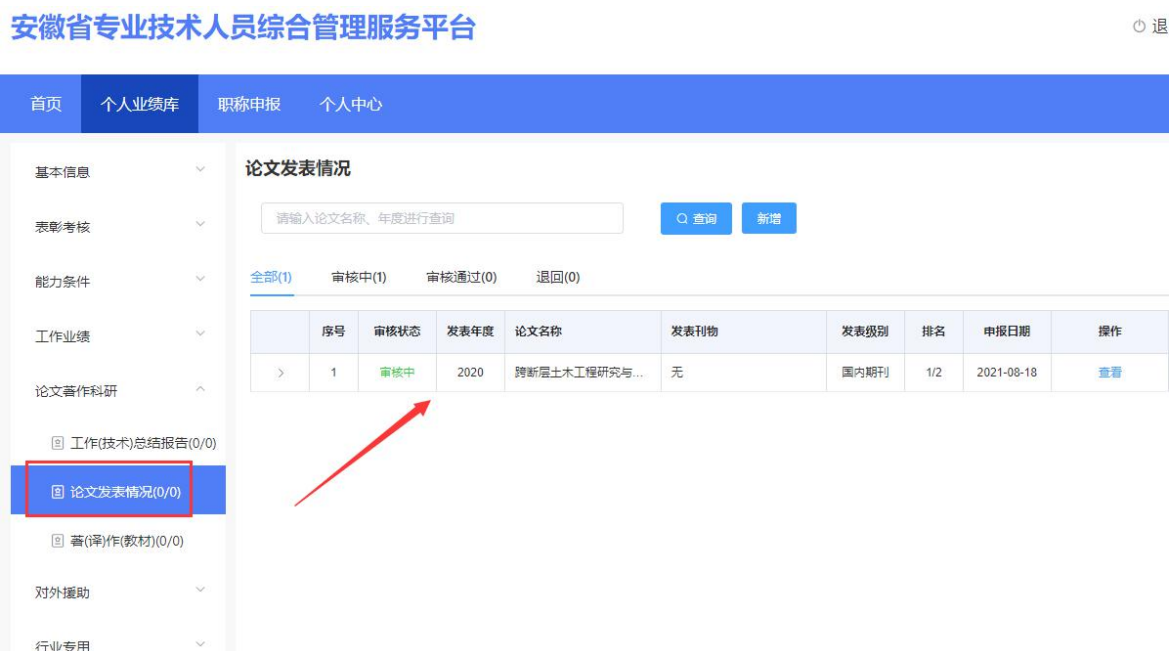 安徽省专业技术人员综合管理服务平台
退
首页 个人业绩库 职称申报 个人中心
基本信息
表彰考核
能力条件
工作业绩
论文著作科研
工作(技术)总结报告(0/0)
论文发表情况(0/0)
著(译)作(教材)(0/0)
对外援助
行业专用
论文发表情况
请输入论文名称、年度进行查询 查询 新增
全部(1) 审核中(1) 审核通过(0) 退回(0)
序号 审核状态 发表年度 论文名称 发表刊物 发表级别 排名 申报日期 操作
1 审核中 2020 跨断层土木工程研究与... 无 国内期刊 1/2 2021-08-18 查看